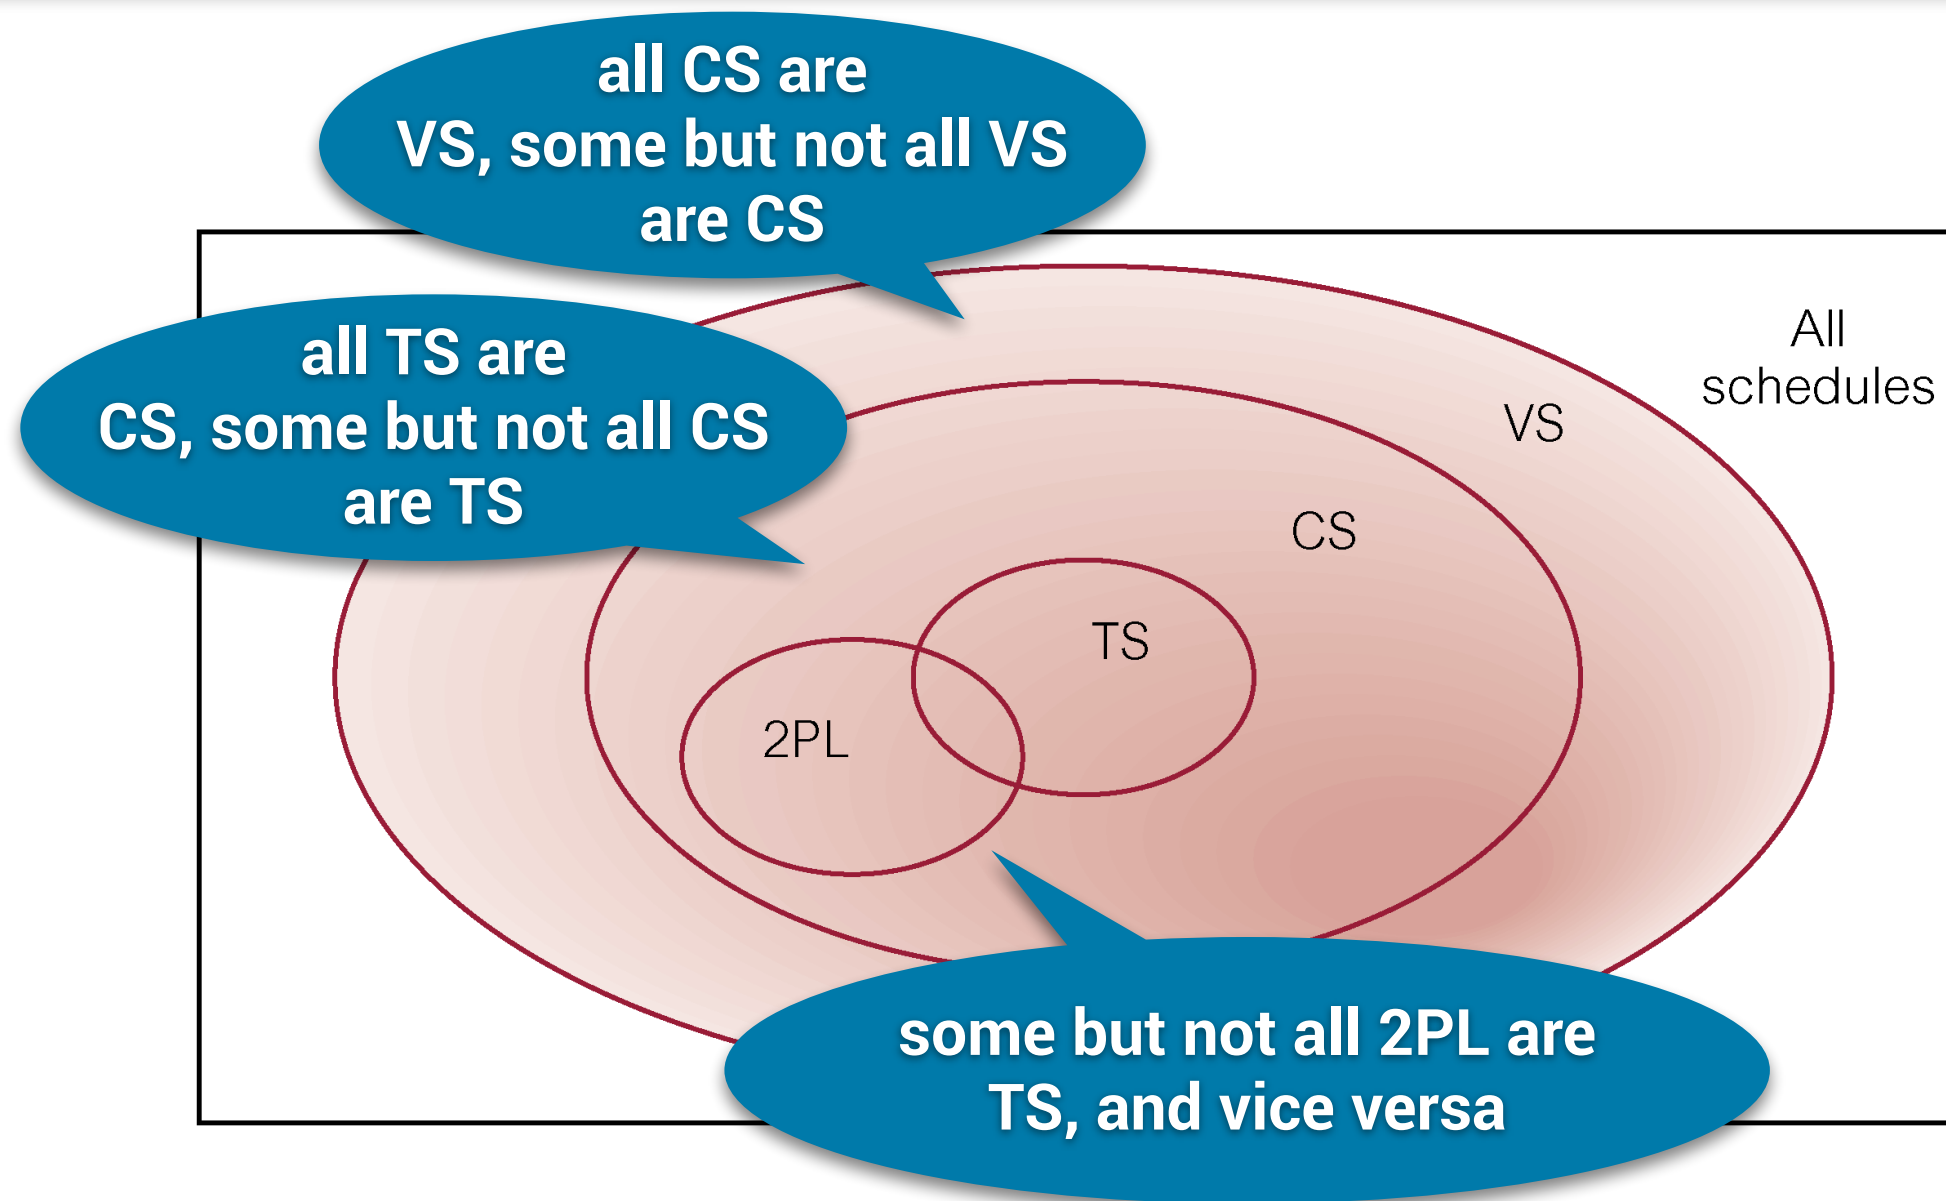 all CS are
VS, some but not all VS
are CS
all TS are
CS, some but not all CS
are TS
All
schedules
VS
CS
TS
2PL
some but not all 2PL are
TS, and vice versa